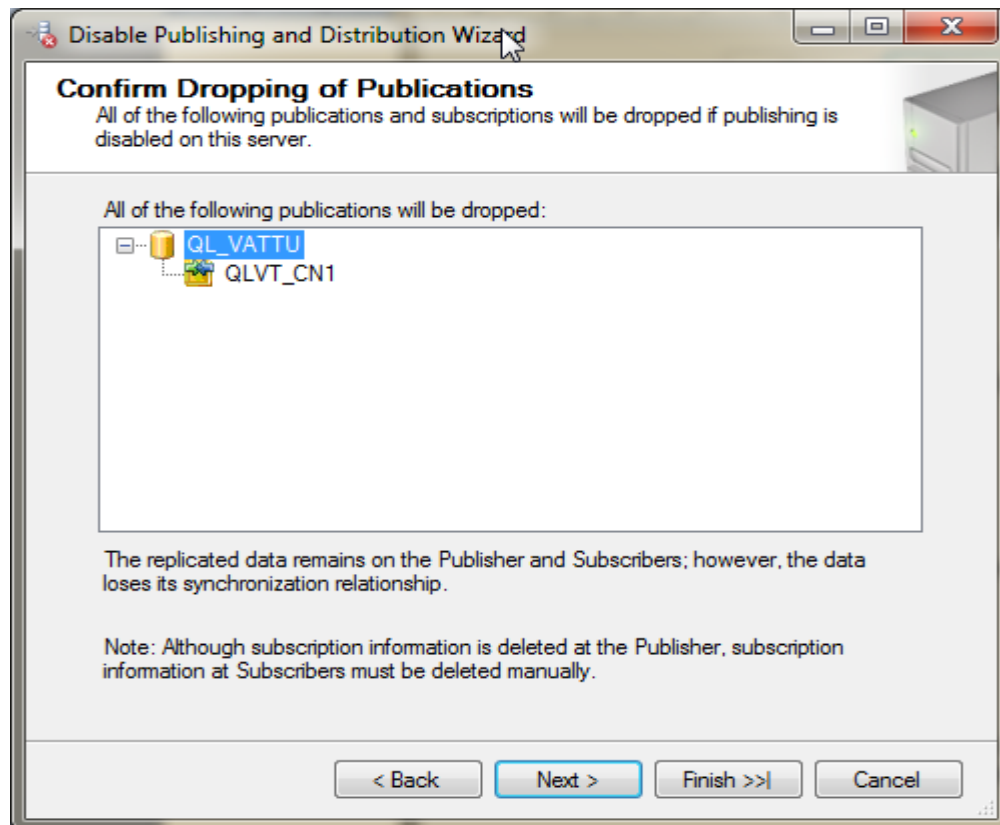 Disable Publishing and Distribution Wizard
Confirm Dropping of Publications
All of the following publications and subscriptions will be dropped if publishing is
disabled on this server.
All of the following publications will be dropped:
QL_VATTU
QLVT_CN1
The replicated data remains on the Publisher and Subscribers; however, the data
loses its synchronization relationship.
Note: Although subscription information is deleted at the Publisher, subscription
information at Subscribers must be deleted manually.
< Back Next > Finish >>| Cancel